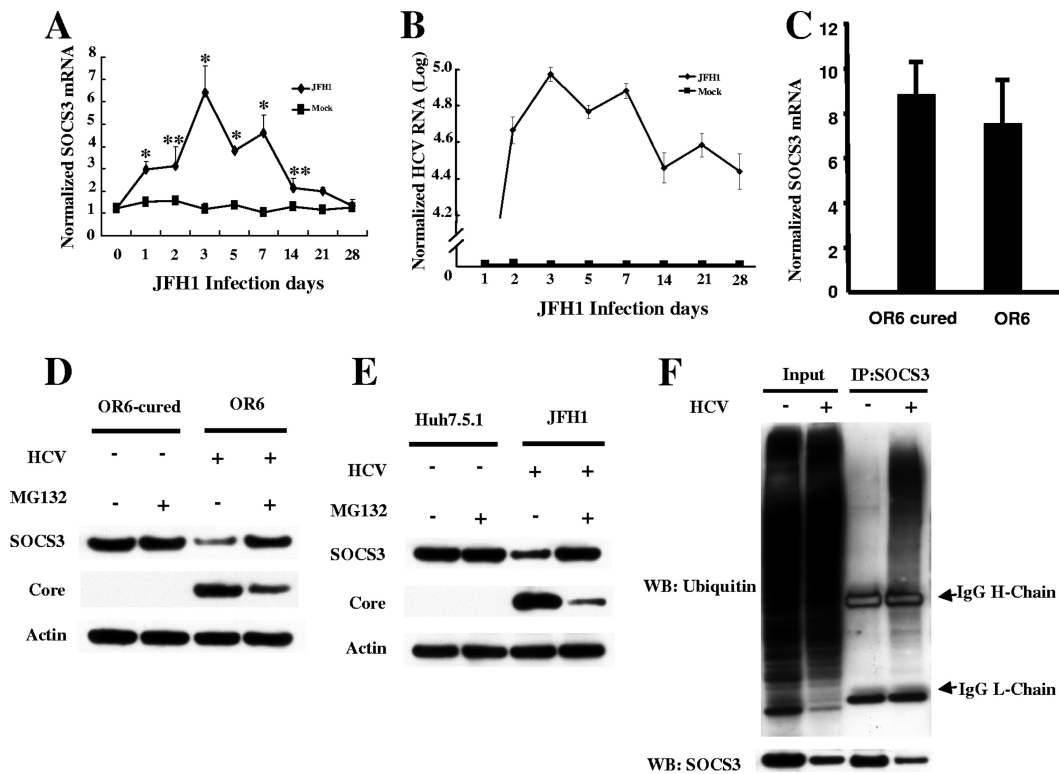 A
Normalized SOCS3 mRNA
8
7
6
5
4
3
2
1
0
* ** * * * **
JFH1
Mock
0 1 2 3 5 7 14 21 28
JFH1 Infection days
B
Normalized HCV RNA (Log)
5.0
4.8
4.6
4.4
4.2
0
JFH1
Mock
1 2 3 5 7 14 21 28
JFH1 Infection days
C
Normalized SOCS3 mRNA
12
10
8
6
4
2
0
OR6 cured OR6
D
OR6-cured OR6
HCV - - + +
MG132 - + - +
SOCS3
Core
Actin
E
Huh7.5.1 JFH1
HCV - - + +
MG132 - + - +
SOCS3
Core
Actin
F
Input IP:SOCS3
HCV - + - +
WB: Ubiquitin
IgG H-Chain
IgG L-Chain
WB: SOCS3